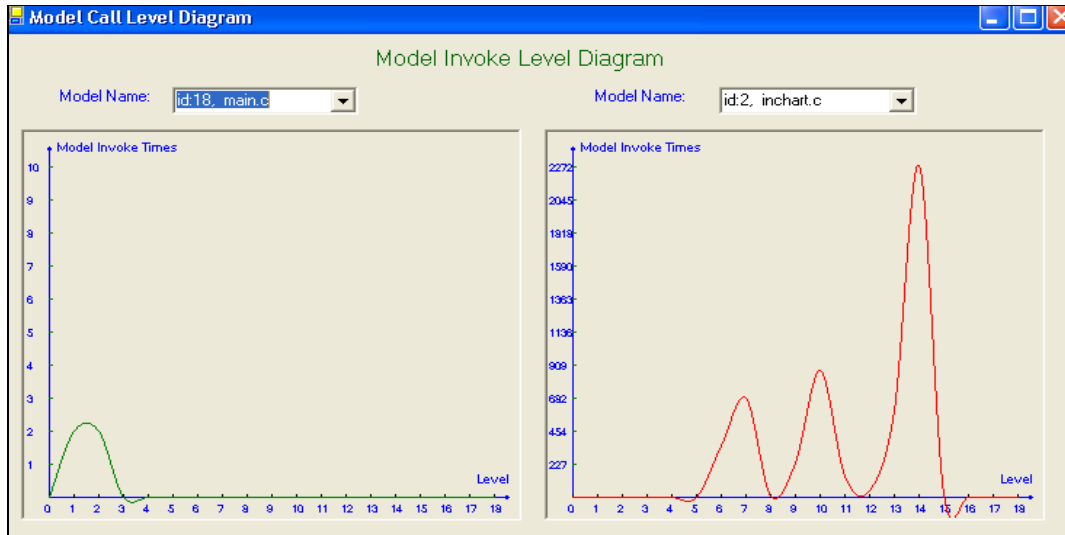 Model Call Level Diagram
Model Invoke Level Diagram
Model Name: id:18, main.c
Model Name: id:2, inchart.c
Model Invoke Times
10
9
8
7
6
5
4
3
2
1
Level
0 1 2 3 4 5 6 7 8 9 10 11 12 13 14 15 16 17 18
Model Invoke Times
2272
2045
1818
1590
1363
1136
909
682
454
227
Level
0 1 2 3 4 5 6 7 8 9 10 11 12 13 14 15 16 17 18